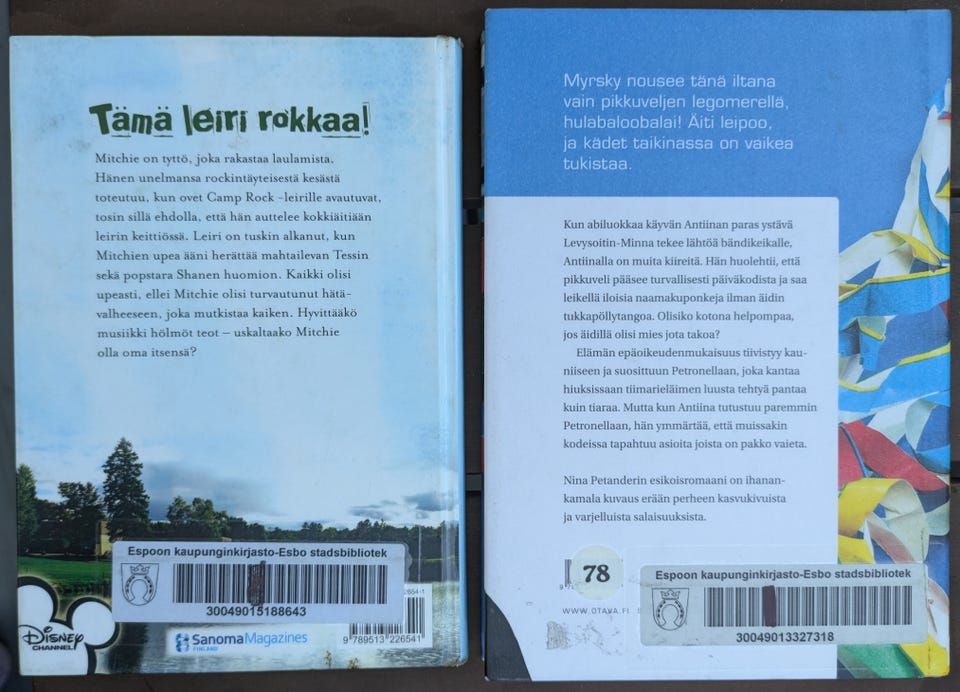 Tämä leiri rokkaa!
Mitchie on tyttö, joka rakastaa laulamista.
Hänen unelmansa rockintäyteisestä kesästä
toteutuu, kun ovet Camp Rock -leirille avautuvat,
tosin sillä ehdolla, että hän auttelee kokkiäitiään
leirin keittiössä. Leiri on tuskin alkanut, kun
Mitchien upea ääni herättää mahtailevan Tessin
sekä popstara Shanen huomion. Kaikki olisi
upeasti, ellei Mitchie olisi turvautunut hätä-
valheeseen, joka mutkistaa kaiken. Hyvittääkö
musiikki hölmöt teot – uskaltaako Mitchie
olla oma itsensä?
Espoon kaupunginkirjasto-Esbo stadsbibliotek
30049015188643
2654-1
9 789513 226541
Disney
CHANNEL
SanomaMagazines
FINLAND
Myrsky nousee tänä iltana
vain pikkuveljen legomerellä,
hulabaloobalai! Äiti leipoo,
ja kädet taikinassa on vaikea
tukistaa.
Kun abiluokkaa käyvän Antiinan paras ystävä
Levysoitin-Minna tekee lähtöä bändikeikalle,
Antiinalla on muita kiireitä. Hän huolehtii, että
pikkuveli pääsee turvallisesti päiväkodista ja saa
leikellä iloisia naamakuponkeja ilman äidin
tukkapöllytangoa. Olisiko kotona helpompaa,
jos äidillä olisi mies jota takoa?
Elämän epäoikeudenmukaisuus tiivistyy kau-
niiseen ja suosittuun Petronellaan, joka kantaa
hiuksissaan tiimarieläimen luusta tehtyä pantaa
kuin tiaraa. Mutta kun Antiina tutustuu paremmin
Petronellaan, hän ymmärtää, että muissakin
kodeissa tapahtuu asioita joista on pakko vaieta.
Nina Petanderin esikoisromaani on ihanan-
kamala kuvaus erään perheen kasvukivuista
ja varjelluista salaisuuksista.
78
WWW.OTAVA.FI
Espoon kaupunginkirjasto-Esbo stadsbibliotek
30049013327318